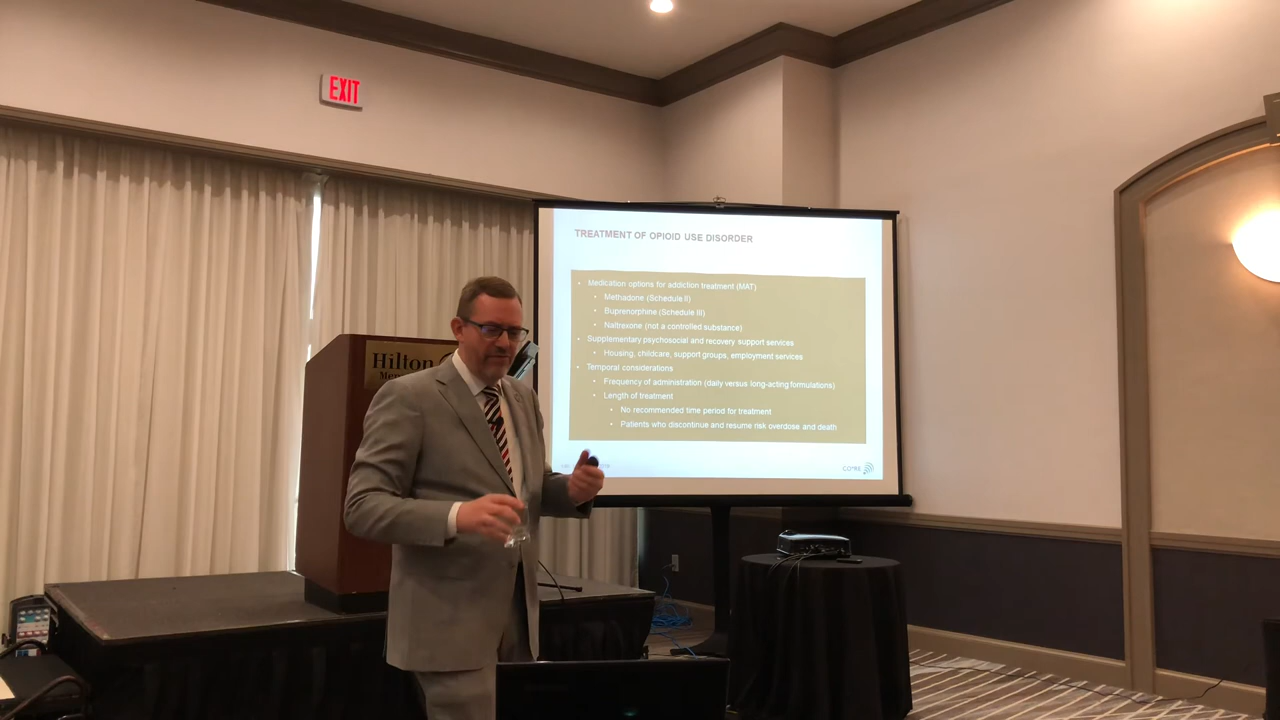 EXIT
Hilton
TREATMENT OF OPIOID USE DISORDER
• Medication options for addiction treatment (MAT)
• Methadone (Schedule II)
• Buprenorphine (Schedule III)
• Naltrexone (not a controlled substance)
• Supplementary psychosocial and recovery support services
• Housing, childcare, support groups, employment services
• Temporal considerations
• Frequency of administration (daily versus long-acting formulations)
• Length of treatment
• No recommended time period for treatment
• Patients who discontinue and resume risk overdose and death